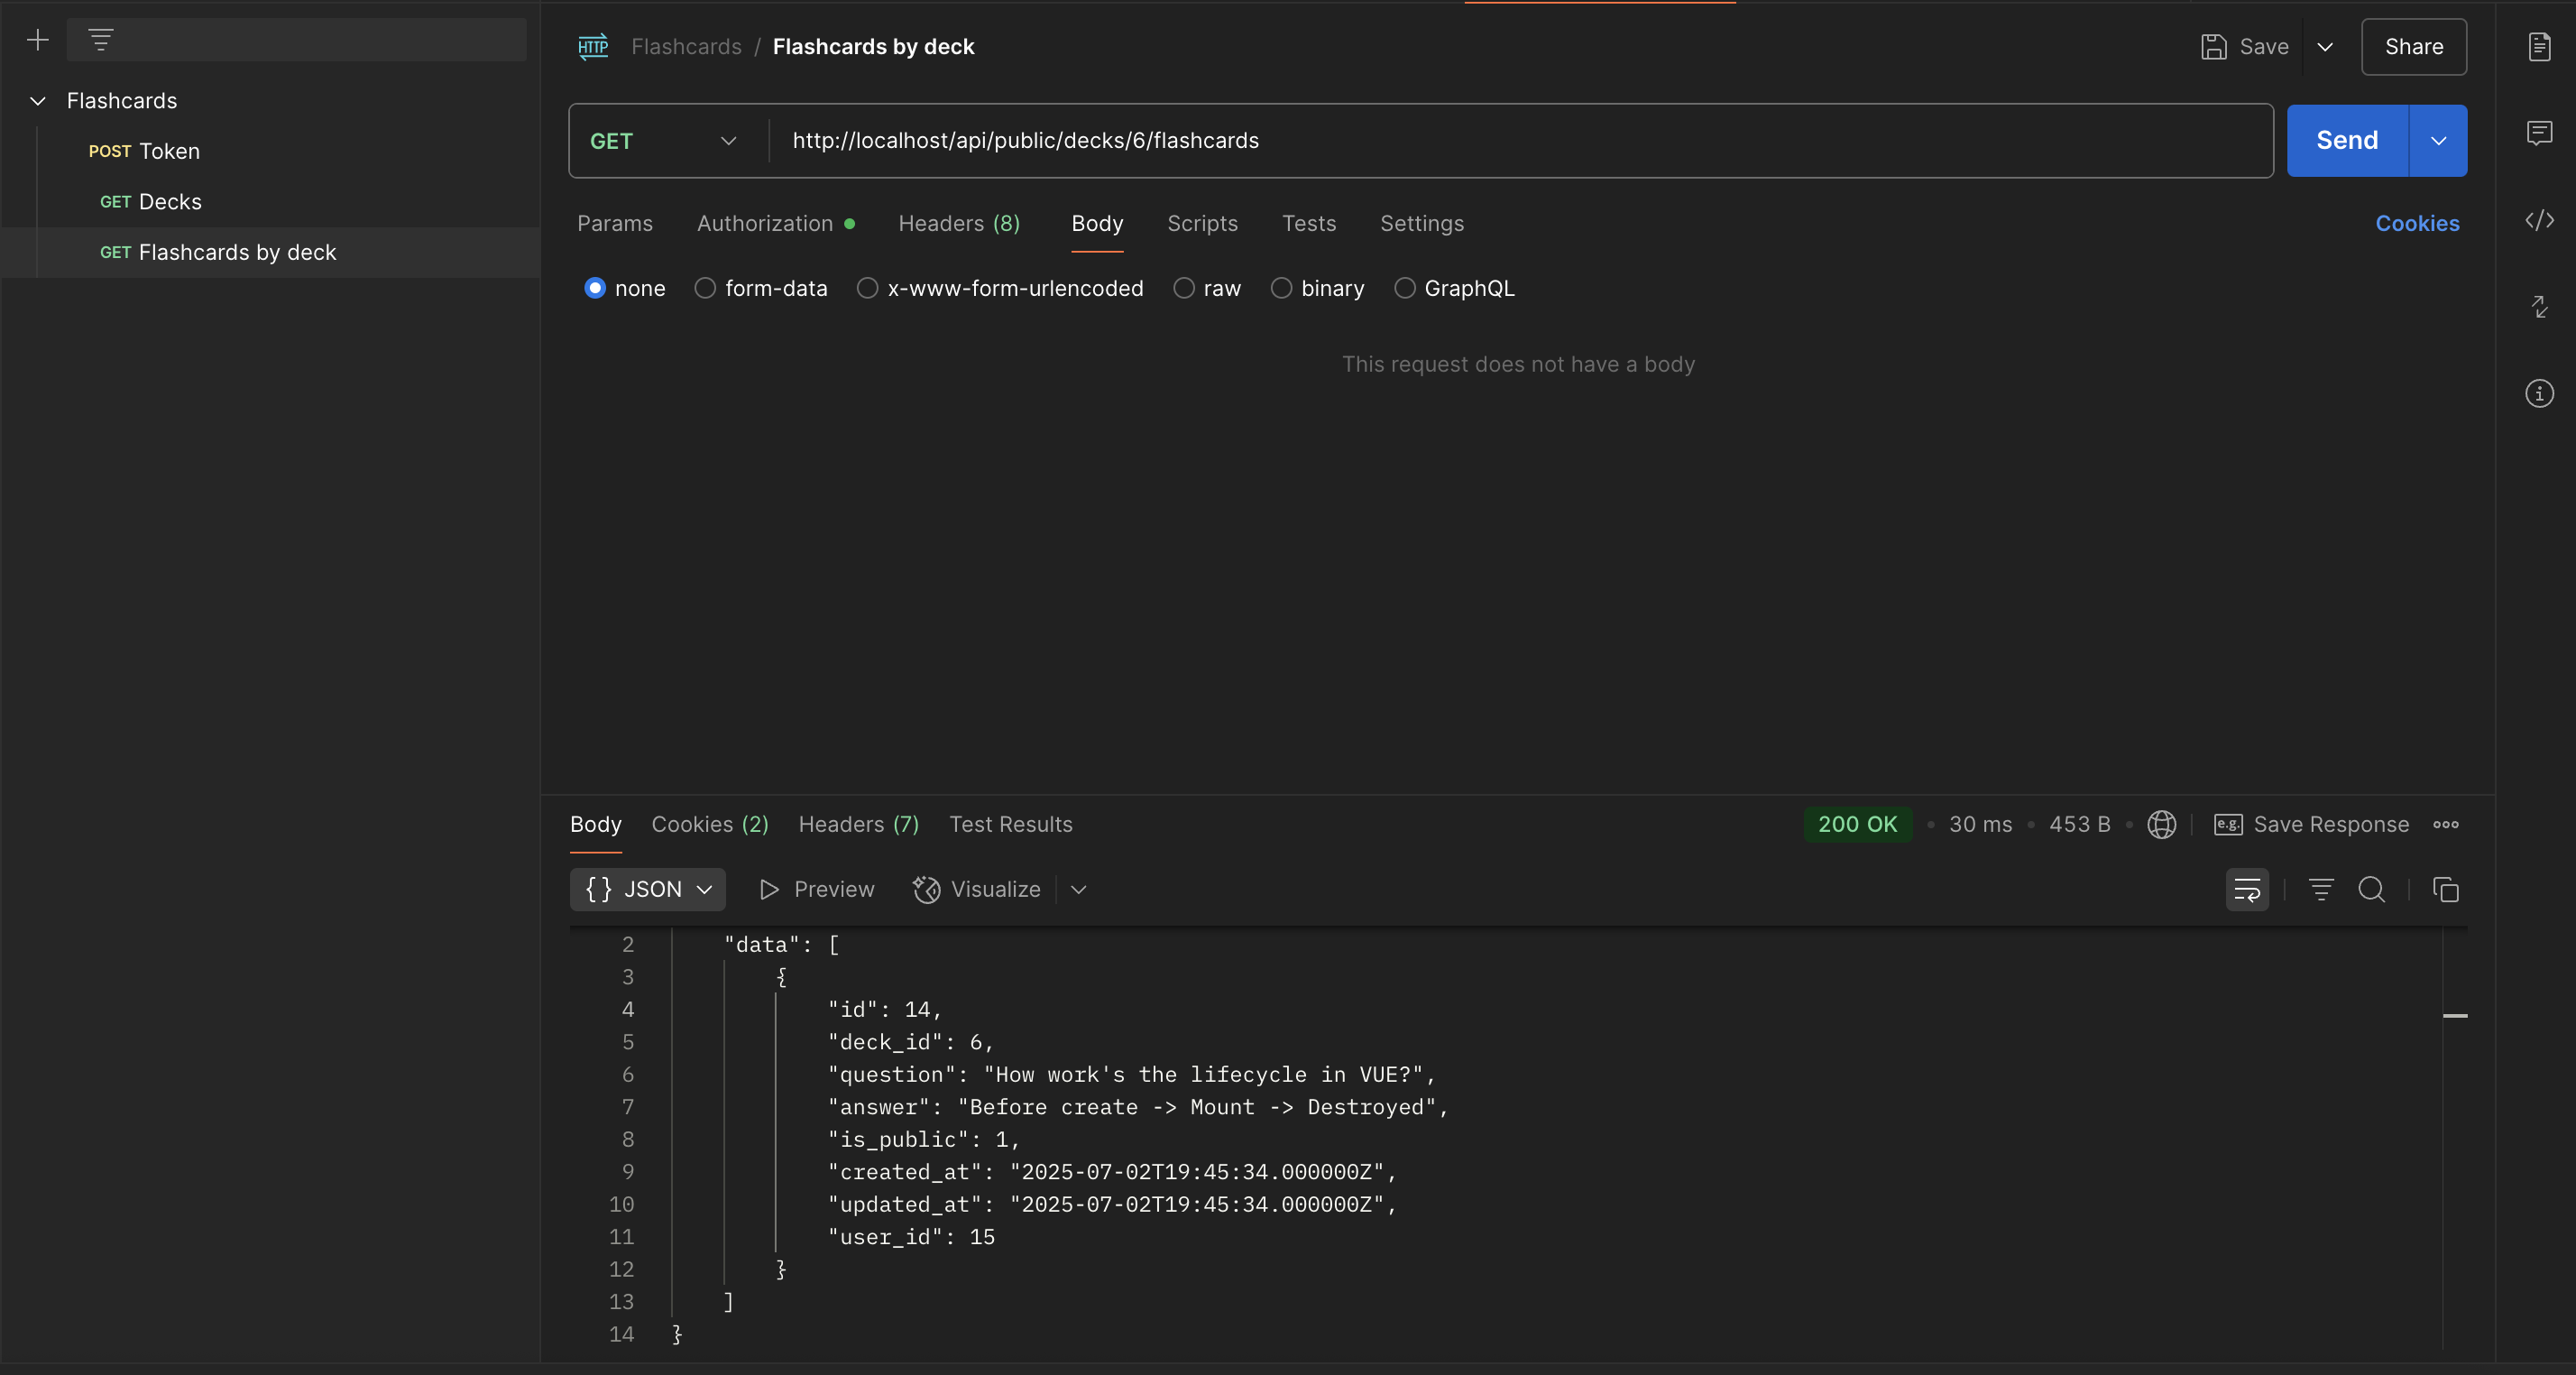 Flashcards
POST Token
GET Decks
GET Flashcards by deck
HTTP Flashcards / Flashcards by deck
Save
Share
GET http://localhost/api/public/decks/6/flashcards
Send
Params Authorization Headers (8) Body Scripts Tests Settings
Cookies
none form-data x-www-form-urlencoded raw binary GraphQL
This request does not have a body
Body Cookies (2) Headers (7) Test Results
200 OK • 30 ms • 453 B •
e.g. Save Response
{} JSON Preview Visualize
2 "data": [
3 {
4 "id": 14,
5 "deck_id": 6,
6 "question": "How work's the lifecycle in VUE?",
7 "answer": "Before create -> Mount -> Destroyed",
8 "is_public": 1,
9 "created_at": "2025-07-02T19:45:34.000000Z",
10 "updated_at": "2025-07-02T19:45:34.000000Z",
11 "user_id": 15
12 }
13 ]
14 }